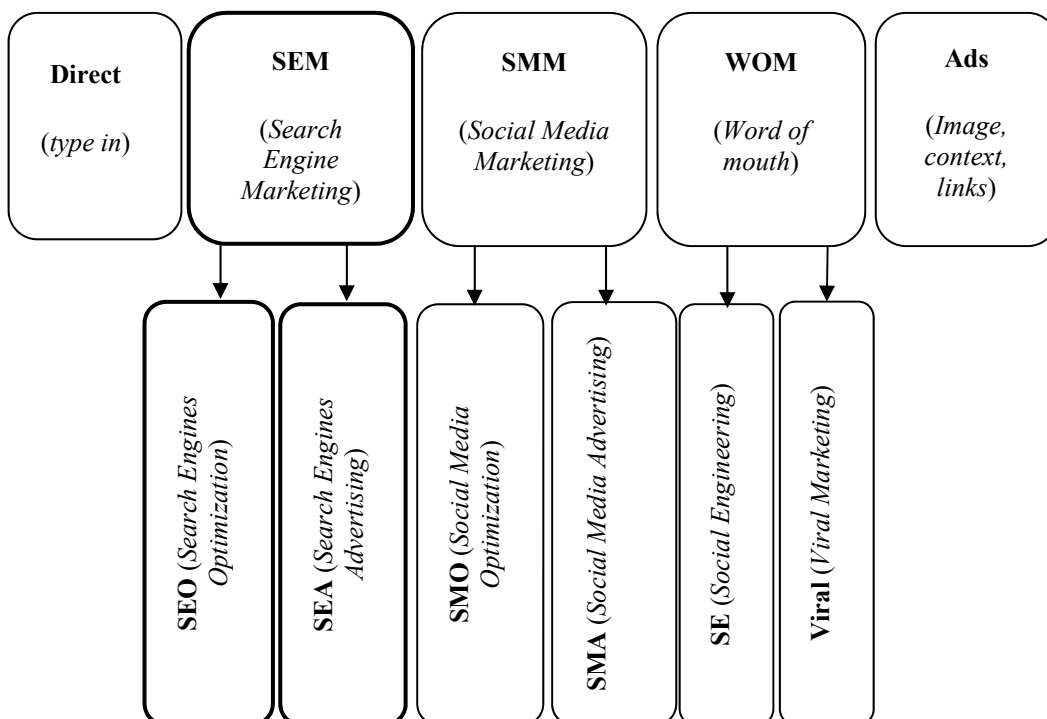 Direct
(type in)
SEM
(Search
Engine
Marketing)
SMM
(Social Media
Marketing)
WOM
(Word of
mouth)
Ads
(Image,
context,
links)
SEO (Search Engines
Optimization)
SEA (Search Engines
Advertising)
SMO (Social Media
Optimization)
SMA (Social Media Advertising)
SE (Social Engineering)
Viral (Viral Marketing)